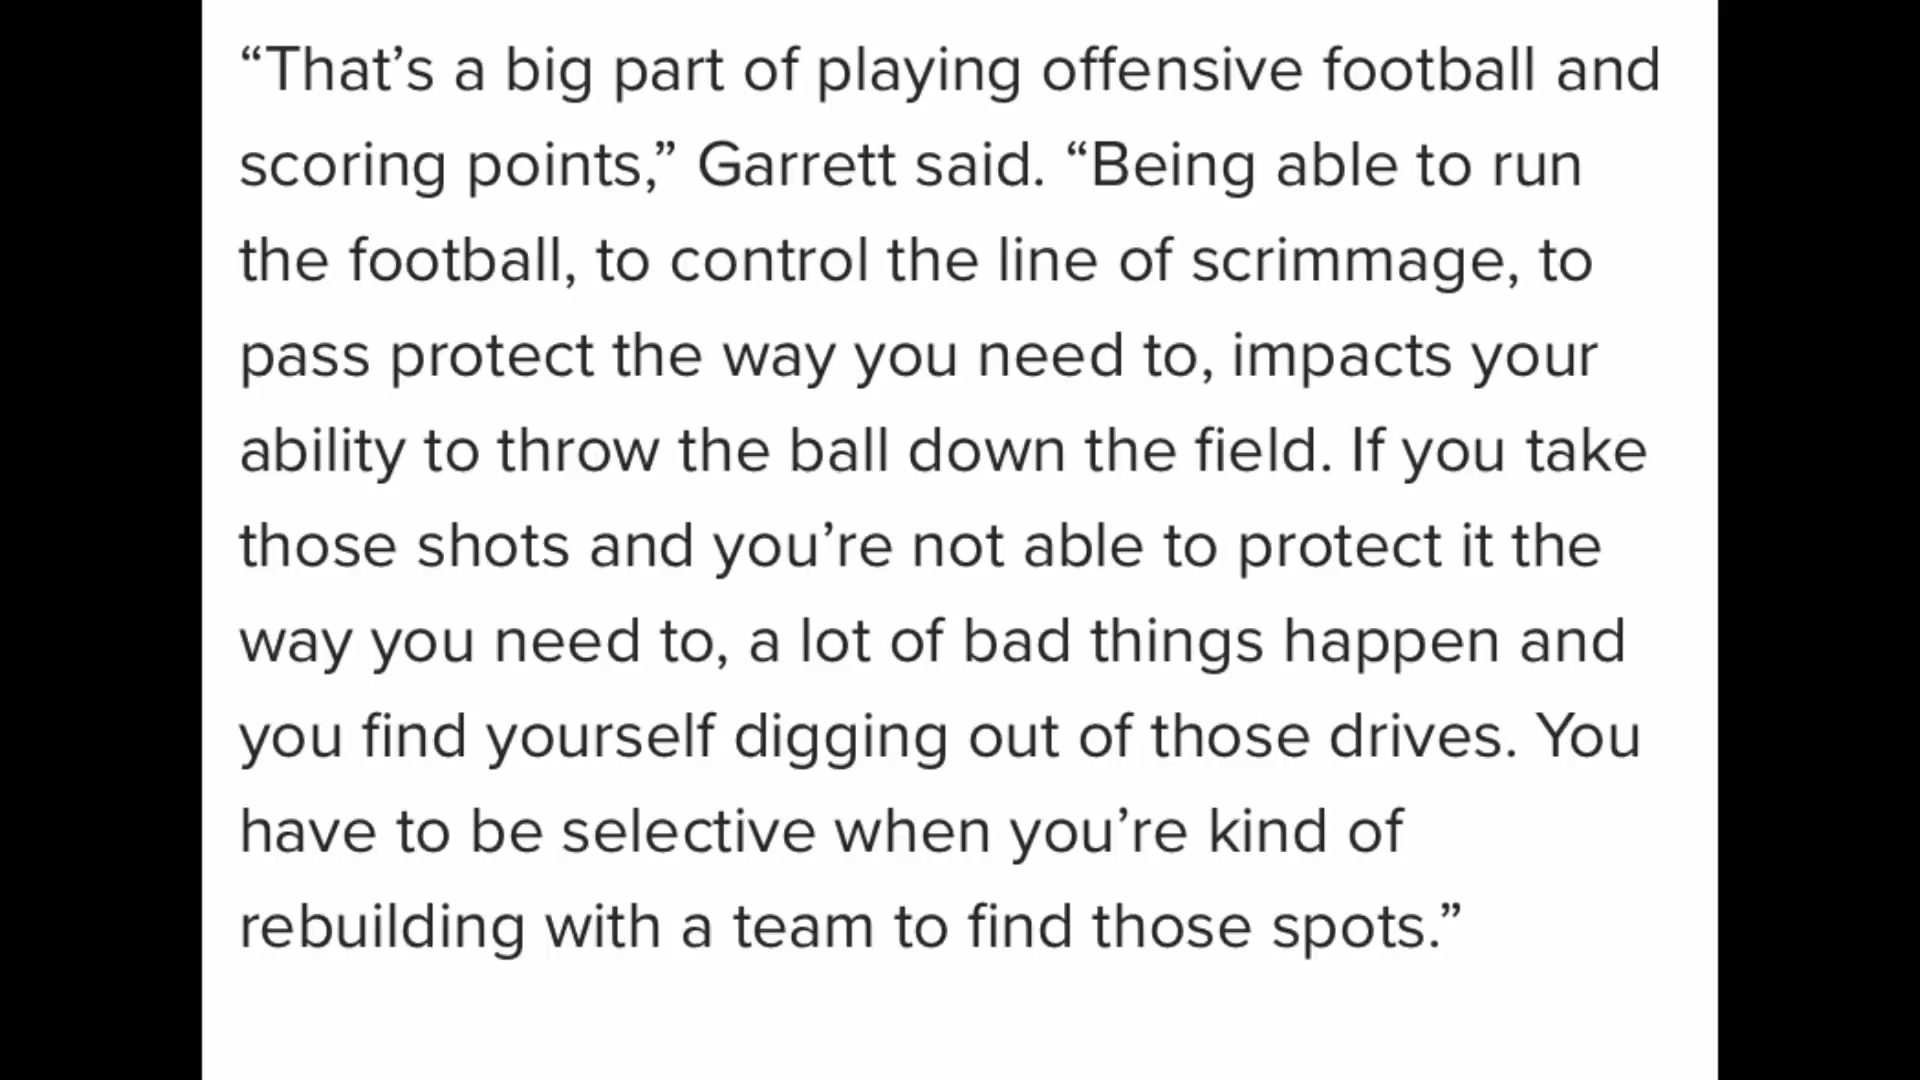 “That’s a big part of playing offensive football and
scoring points,” Garrett said. “Being able to run
the football, to control the line of scrimmage, to
pass protect the way you need to, impacts your
ability to throw the ball down the field. If you take
those shots and you’re not able to protect it the
way you need to, a lot of bad things happen and
you find yourself digging out of those drives. You
have to be selective when you’re kind of
rebuilding with a team to find those spots.”